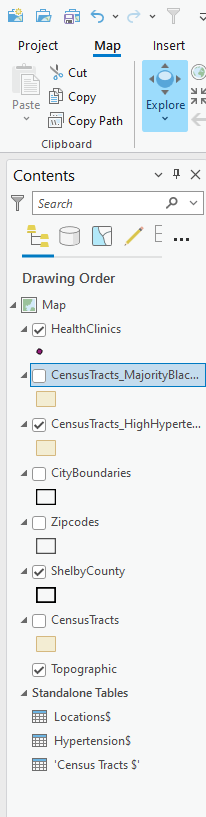 Project Map Insert
Paste
Cut
Copy
Copy Path
Explore
Clipboard
Contents
Search
Drawing Order
Map
HealthClinics
CensusTracts_MajorityBlac...
CensusTracts_HighHyperte...
CityBoundaries
Zipcodes
ShelbyCounty
CensusTracts
Topographic
Standalone Tables
Locations$
Hypertension$
'Census Tracts $'